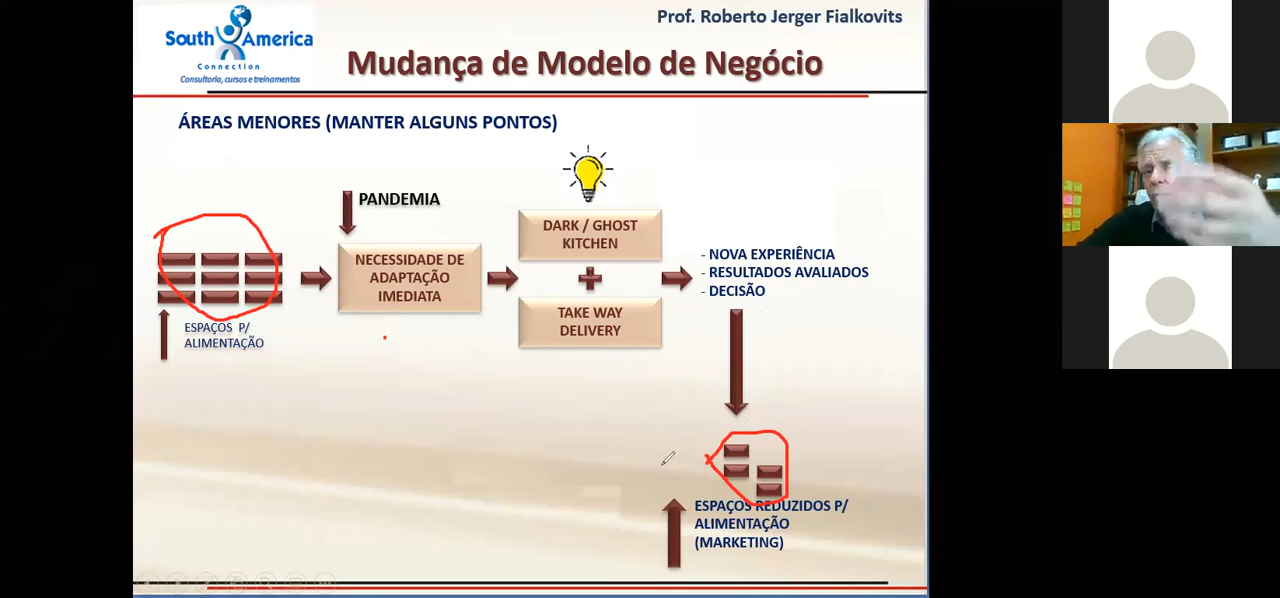 Prof. Roberto Jerger Fialkovits
South America
Connection
Consultoria, cursos e treinamentos
Mudança de Modelo de Negócio
ÁREAS MENORES (MANTER ALGUNS PONTOS)
PANDEMIA
ESPAÇOS P/
ALIMENTAÇÃO
NECESSIDADE DE
ADAPTAÇÃO
IMEDIATA
DARK / GHOST
KITCHEN
TAKE WAY
DELIVERY
- NOVA EXPERIÊNCIA
- RESULTADOS AVALIADOS
- DECISÃO
ESPAÇOS REDUZIDOS P/
ALIMENTAÇÃO
(MARKETING)